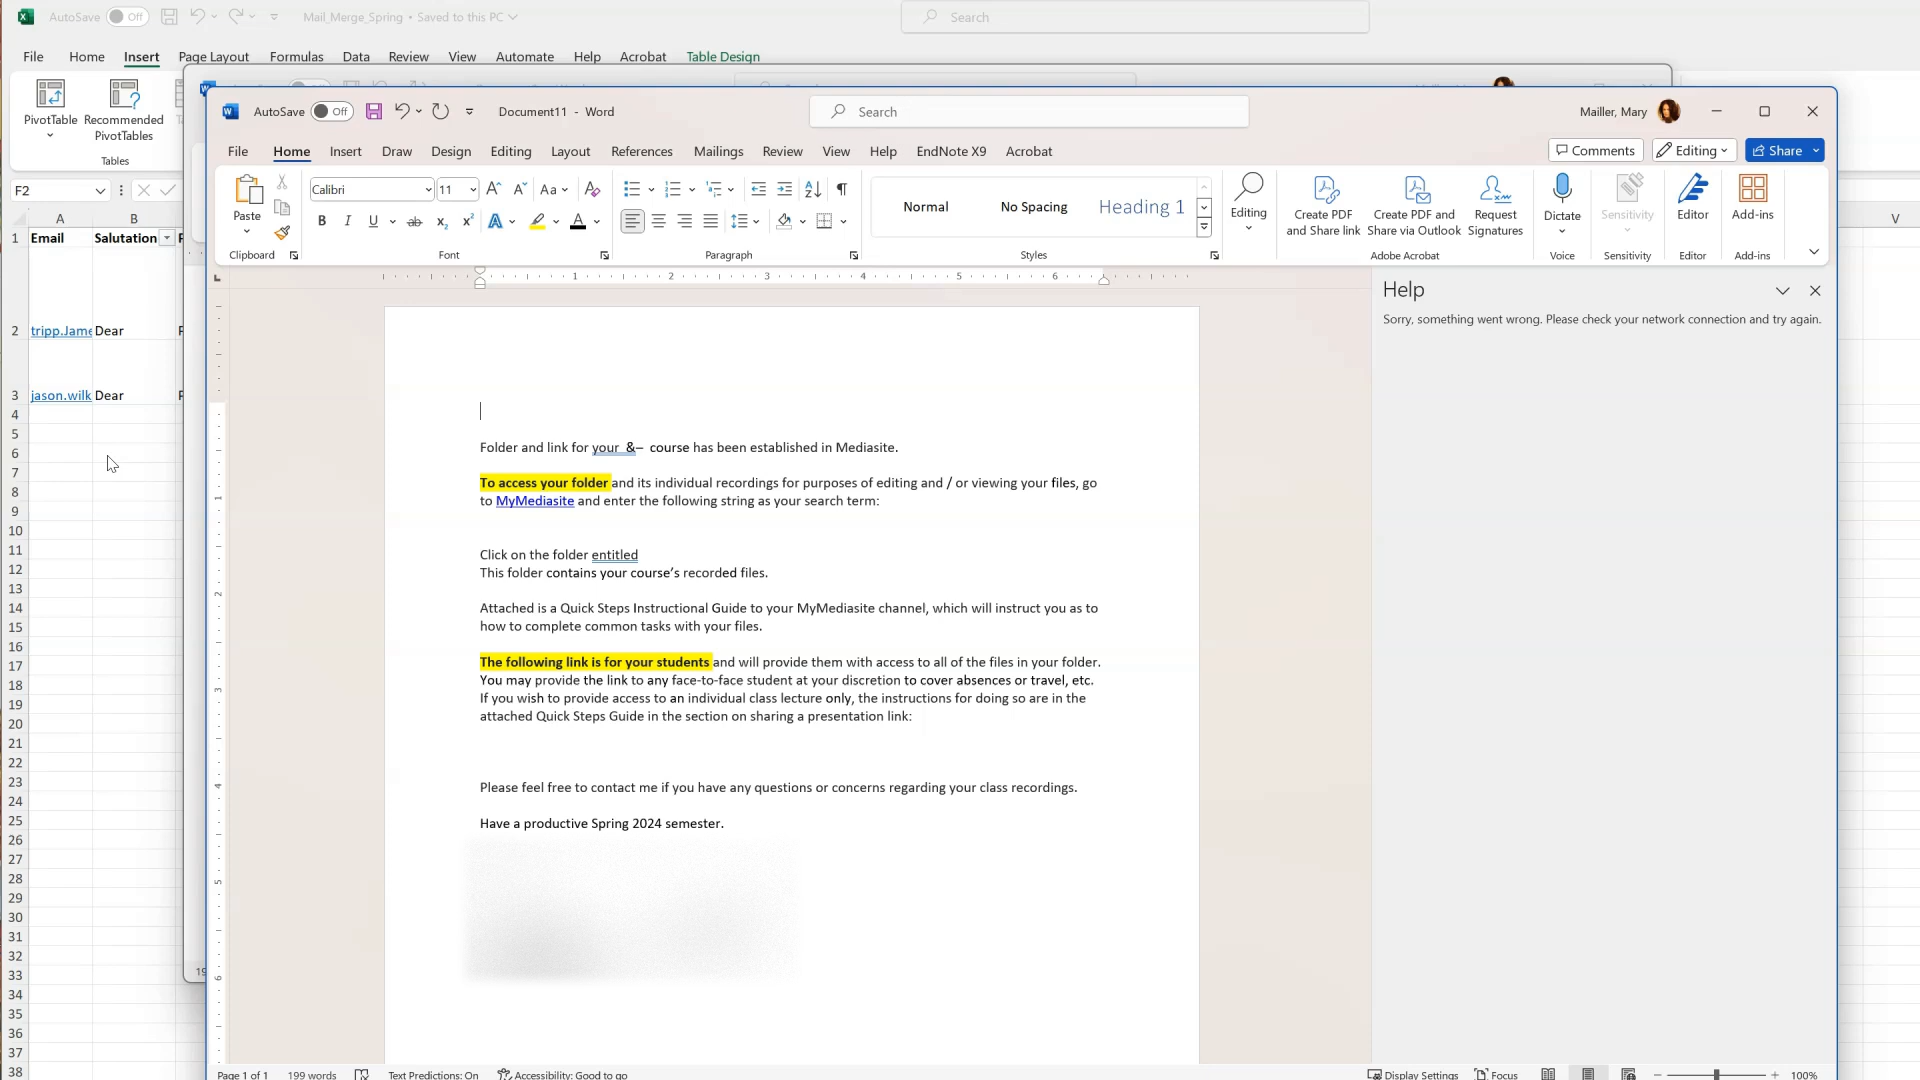 AutoSave Off Mail_Merge_Spring • Saved to this PC Search
File Home Insert Page Layout Formulas Data Review View Automate Help Acrobat Table Design
PivotTable Recommended PivotTables
Tables
F2
A B V
1 Email Salutation
2 tripp.Jame Dear
3 jason.wilk Dear
4
5
6
7
8
9
10
11
12
13
14
15
16
17
18
19
20
21
22
23
24
25
26
27
28
29
30
31
32
33
34
35
36
37
38
AutoSave Off Document11 - Word Search Mailler, Mary
File Home Insert Draw Design Editing Layout References Mailings Review View Help EndNote X9 Acrobat Comments Editing Share
Paste
Clipboard
Calibri 11
Font
Paragraph
Normal No Spacing Heading 1
Styles
Editing
Create PDF and Share link
Create PDF and Share via Outlook
Request Signatures
Adobe Acrobat
Dictate
Voice
Sensitivity
Sensitivity
Editor
Editor
Add-ins
Add-ins
1 2 3 4 5 6
Help
Sorry, something went wrong. Please check your network connection and try again.
Folder and link for your &– course has been established in Mediasite.
To access your folder and its individual recordings for purposes of editing and / or viewing your files, go
to MyMediasite and enter the following string as your search term:
Click on the folder entitled
This folder contains your course’s recorded files.
Attached is a Quick Steps Instructional Guide to your MyMediasite channel, which will instruct you as to
how to complete common tasks with your files.
The following link is for your students and will provide them with access to all of the files in your folder.
You may provide the link to any face-to-face student at your discretion to cover absences or travel, etc.
If you wish to provide access to an individual class lecture only, the instructions for doing so are in the
attached Quick Steps Guide in the section on sharing a presentation link:
Please feel free to contact me if you have any questions or concerns regarding your class recordings.
Have a productive Spring 2024 semester.
Page 1 of 1 199 words Text Predictions: On Accessibility: Good to go Display Settings Focus 100%